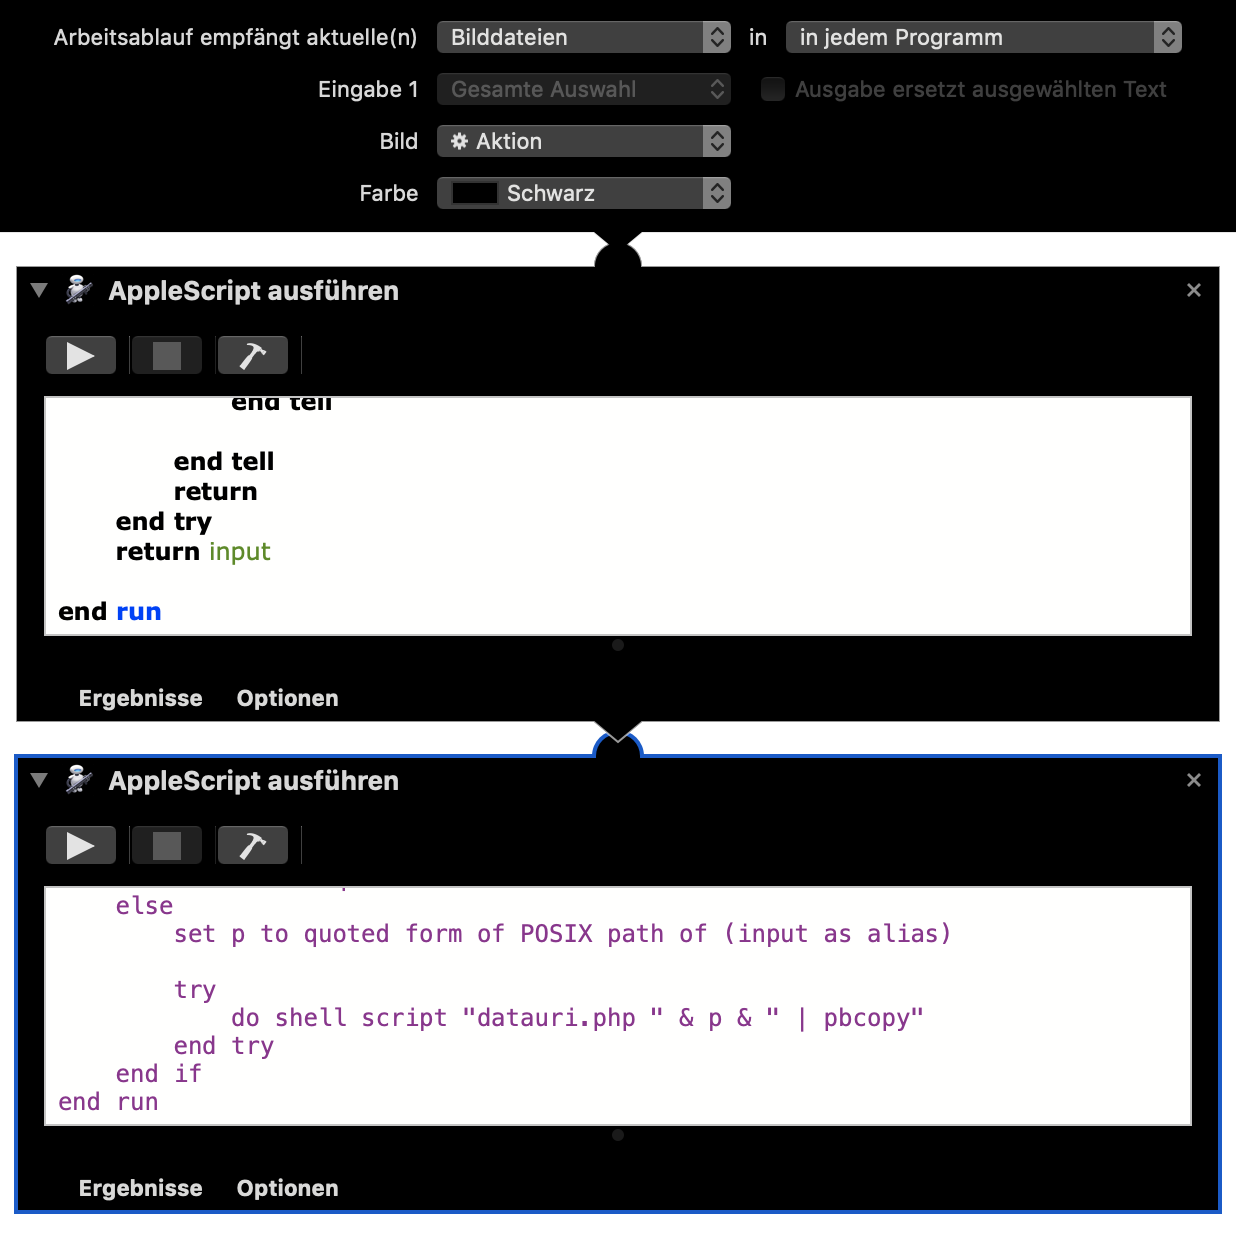 Arbeitsablauf empfängt aktuelle(n) Bilddateien in in jedem Programm
Eingabe 1 Gesamte Auswahl Ausgabe ersetzt ausgewählten Text
Bild Aktion
Farbe Schwarz
AppleScript ausführen
end tell
end tell
return
end try
return input
end run
Ergebnisse Optionen
AppleScript ausführen
else
set p to quoted form of POSIX path of (input as alias)
try
do shell script "datauri.php " & p & " | pbcopy"
end try
end if
end run
Ergebnisse Optionen